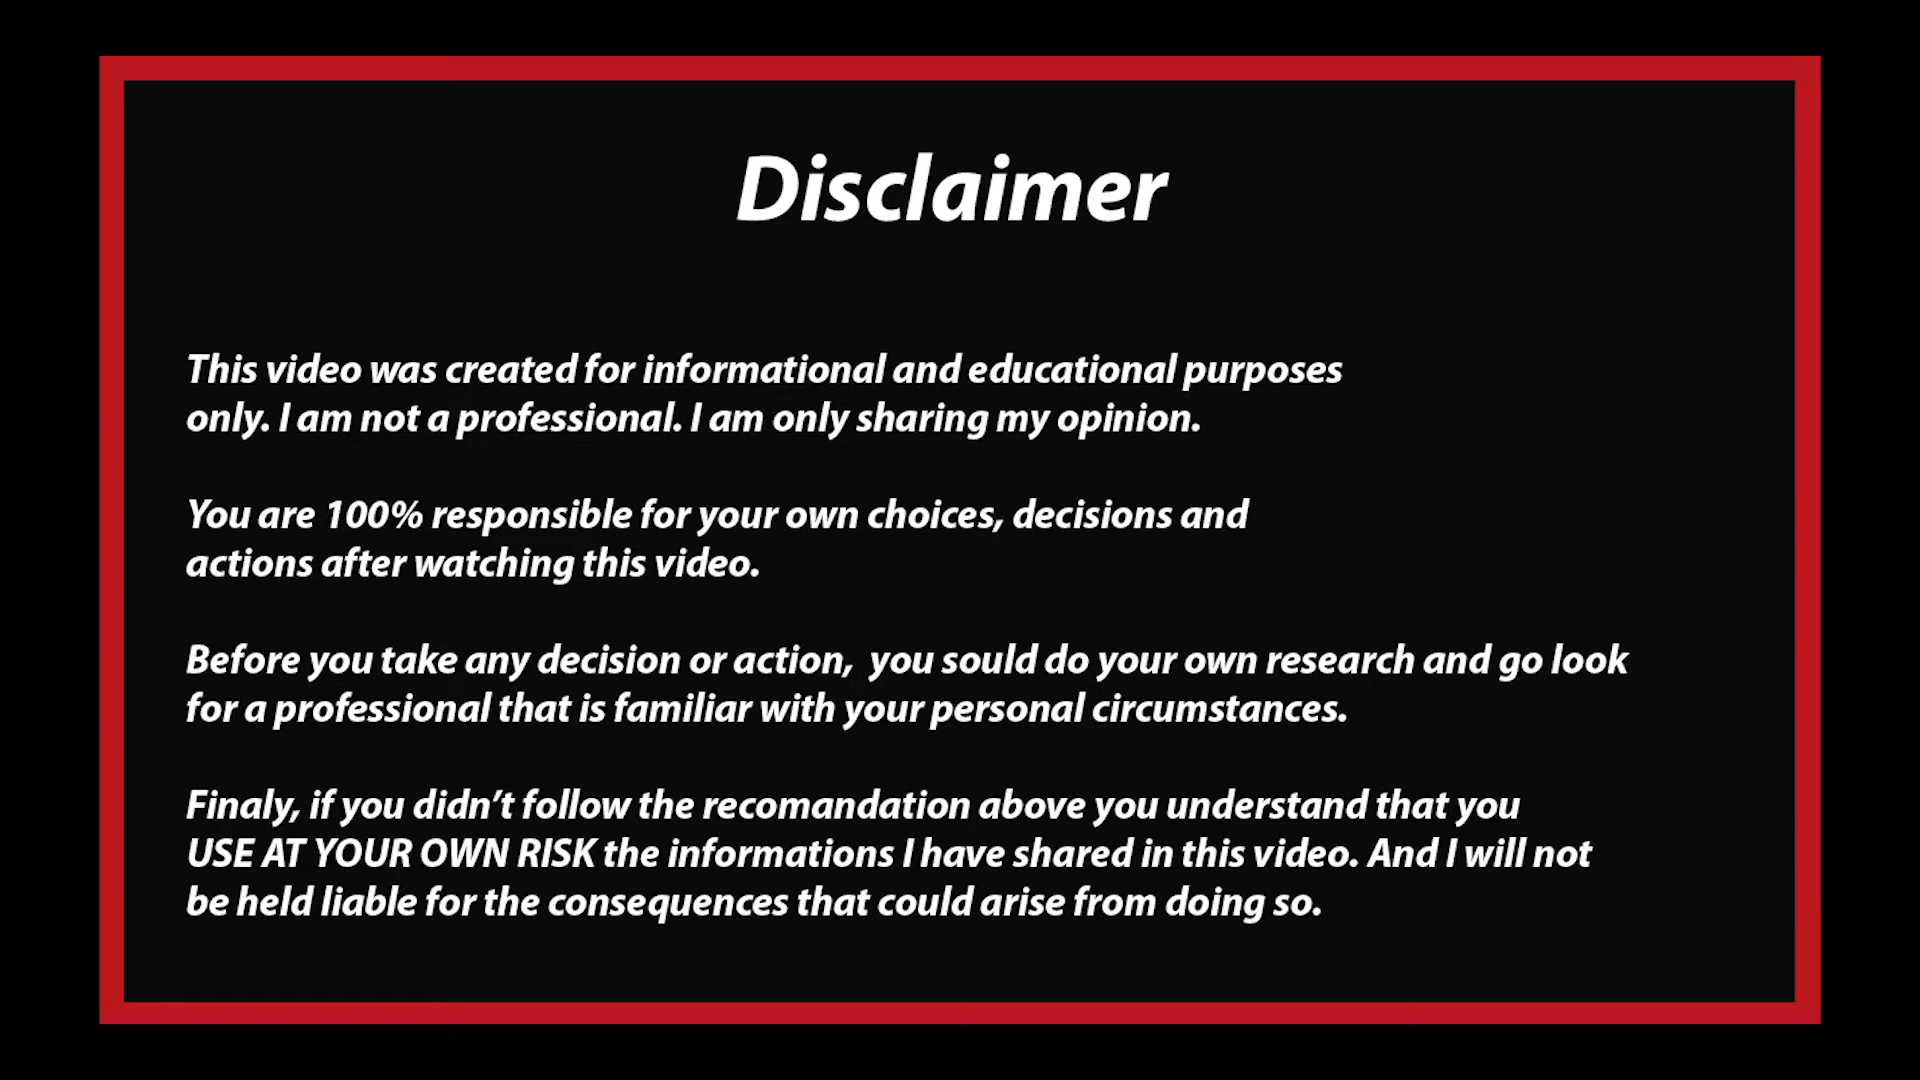 Disclaimer
This video was created for informational and educational purposes
only. I am not a professional. I am only sharing my opinion.
You are 100% responsible for your own choices, decisions and
actions after watching this video.
Before you take any decision or action,  you sould do your own research and go look
for a professional that is familiar with your personal circumstances.
Finaly, if you didn’t follow the recomandation above you understand that you
USE AT YOUR OWN RISK the informations I have shared in this video. And I will not
be held liable for the consequences that could arise from doing so.